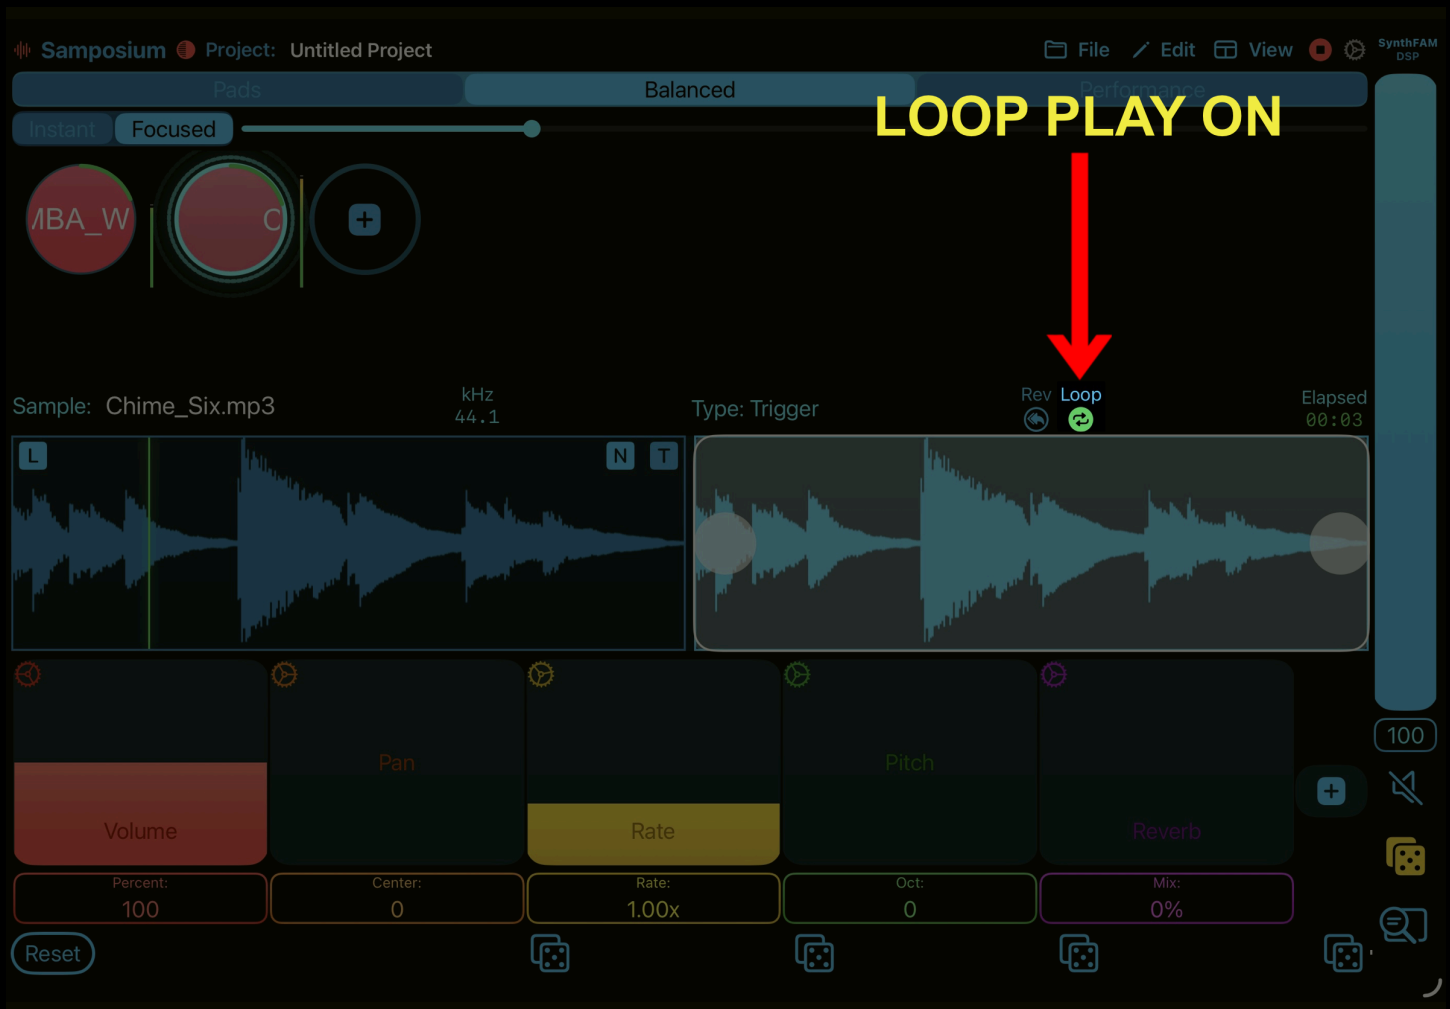 Samposium Project: Untitled Project File Edit View SynthFAM
DSP
Pads Balanced Performance
LOOP PLAY ON
Instant Focused
MBA_W C
Rev Loop
Sample: Chime_Six.mp3 kHz Type: Trigger Elapsed
44.1 00:03
L N T
Pan Pitch
100
Volume Rate Reverb
Percent: Center: Rate: Oct: Mix:
100 0 1.00x 0 0%
Reset